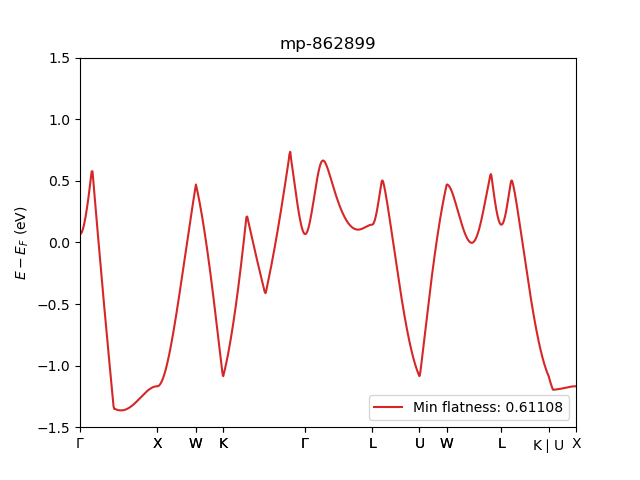 mp-862899
E − E_F (eV)
1.5
1.0
0.5
0.0
−0.5
−1.0
−1.5
Min flatness: 0.61108
Γ X W K Γ L U W L K | U X